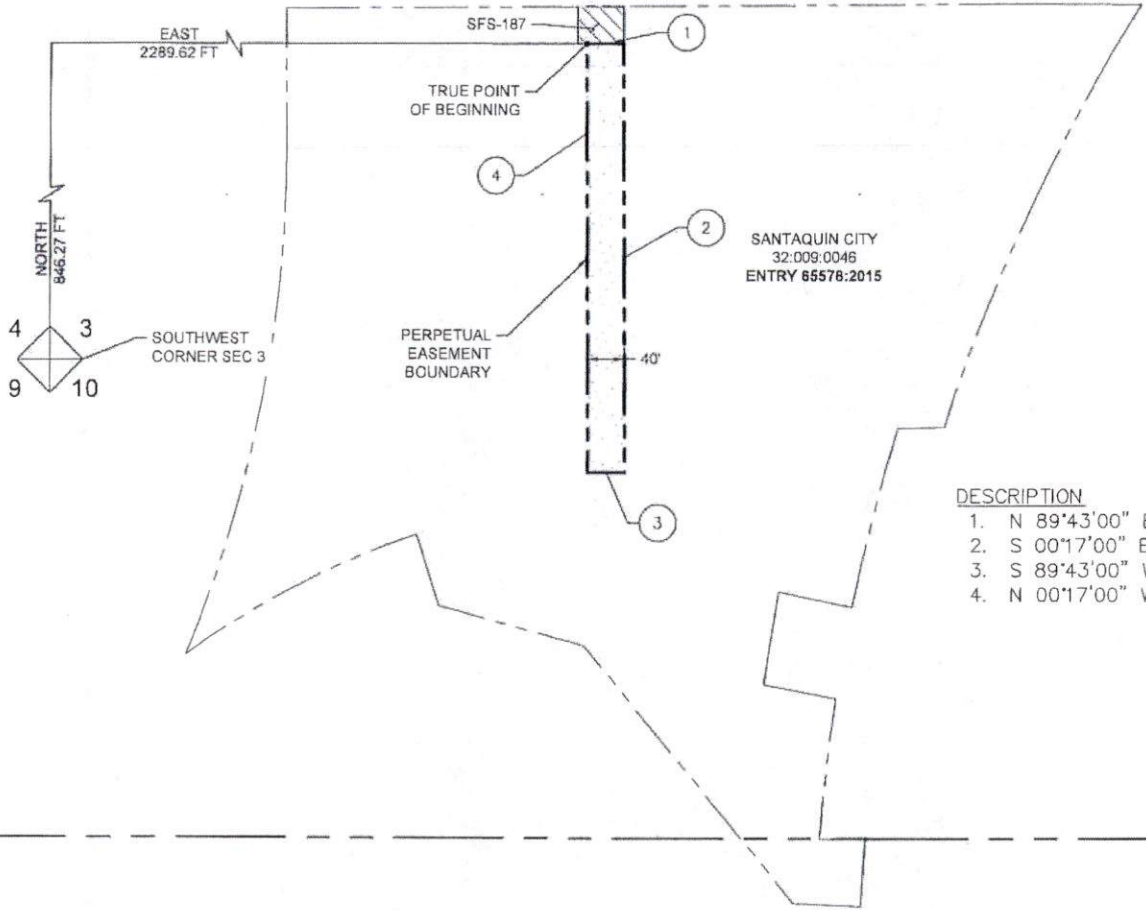 SFS-187
1
EAST
2289.62 FT
TRUE POINT
OF BEGINNING
4
2
NORTH
846.27 FT
SANTAQUIN CITY
32:009:0046
ENTRY 65578:2015
4 3
9 10
SOUTHWEST
CORNER SEC 3
PERPETUAL
EASEMENT
BOUNDARY
40'
3
DESCRIPTION
1. N 89°43'00"
2. S 00°17'00"
3. S 89°43'00"
4. N 00°17'00"